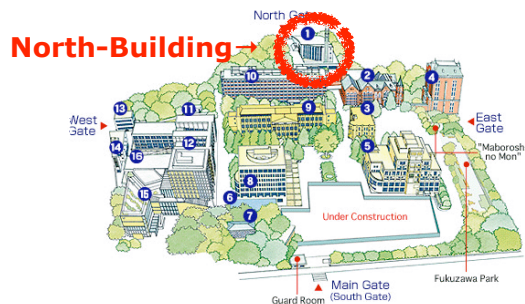 North Ga
North-Building→
1
10
2
4
13
11
9
3
West
Gate
East
Gate
12
14
16
5
"Maborosh
no Mon"
8
15
6
7
Under Construction
Fukuzawa Park
Main Gate
(South Gate)
Guard Room